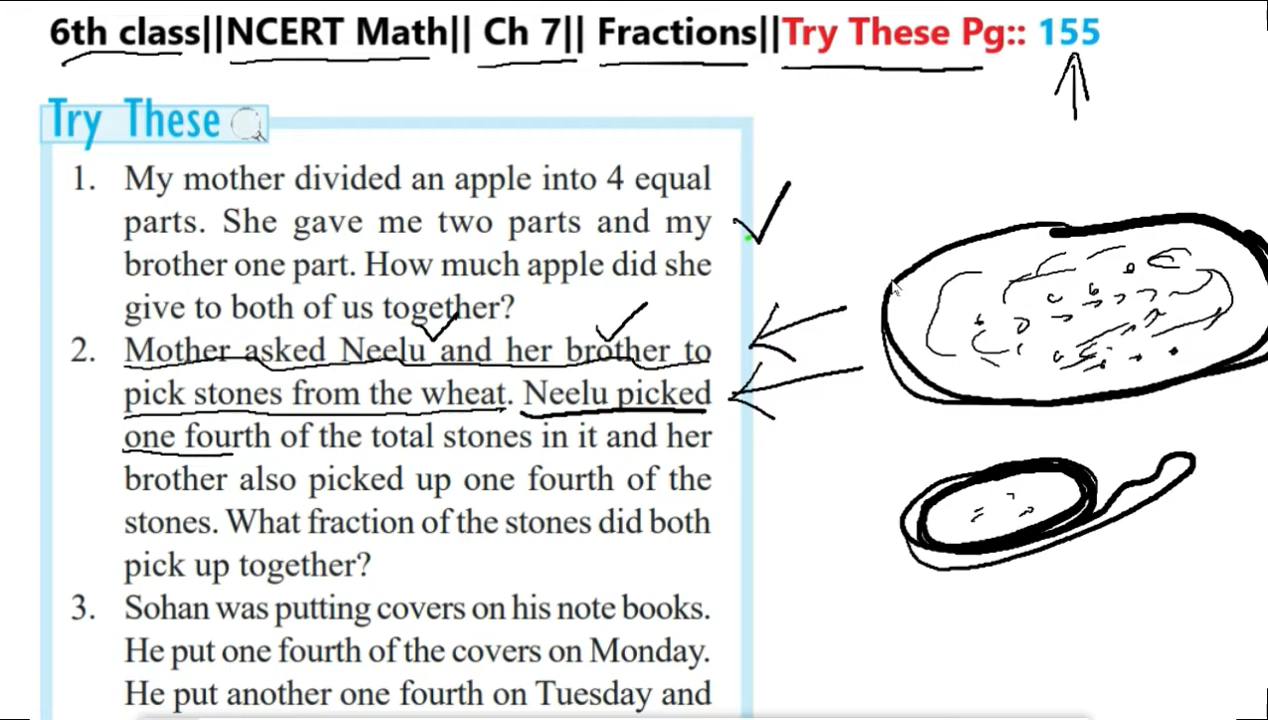 6th class||NCERT Math|| Ch 7|| Fractions||Try These Pg:: 155
Try These
1. My mother divided an apple into 4 equal
parts. She gave me two parts and my
brother one part. How much apple did she
give to both of us together?
2. Mother asked Neelu and her brother to
pick stones from the wheat. Neelu picked
one fourth of the total stones in it and her
brother also picked up one fourth of the
stones. What fraction of the stones did both
pick up together?
3. Sohan was putting covers on his note books.
He put one fourth of the covers on Monday.
He put another one fourth on Tuesday and